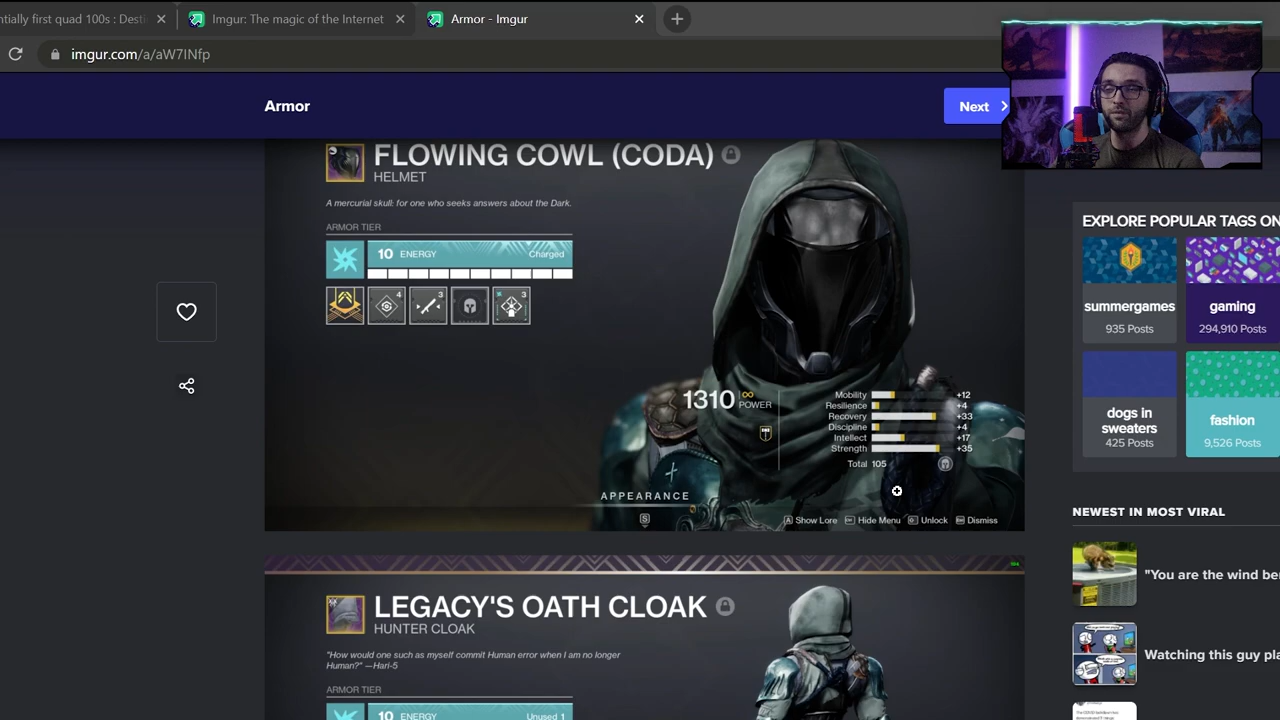 ntially first quad 100s : Desti
Imgur: The magic of the Internet
Armor - Imgur
imgur.com/a/aW7INfp
Armor
Next
FLOWING COWL (CODA)
HELMET
A mercurial skull: for one who seeks answers about the Dark.
ARMOR TIER
10 ENERGY
Charged
4
3
3
1310 ∞ POWER
Mobility +12
Resilience +4
Recovery +33
Discipline +4
Intellect +17
Strength +35
Total 105
APPEARANCE
S
A Show Lore
Hide Menu
Unlock
Dismiss
LEGACY'S OATH CLOAK
HUNTER CLOAK
"How would one such as myself commit Human error when I am no longer
Human?" —Hari-5
ARMOR TIER
10 ENERGY
Unused 1
EXPLORE POPULAR TAGS ON
summergames
935 Posts
gaming
294,910 Posts
dogs in
sweaters
425 Posts
fashion
9,526 Posts
NEWEST IN MOST VIRAL
"You are the wind be
Watching this guy pla